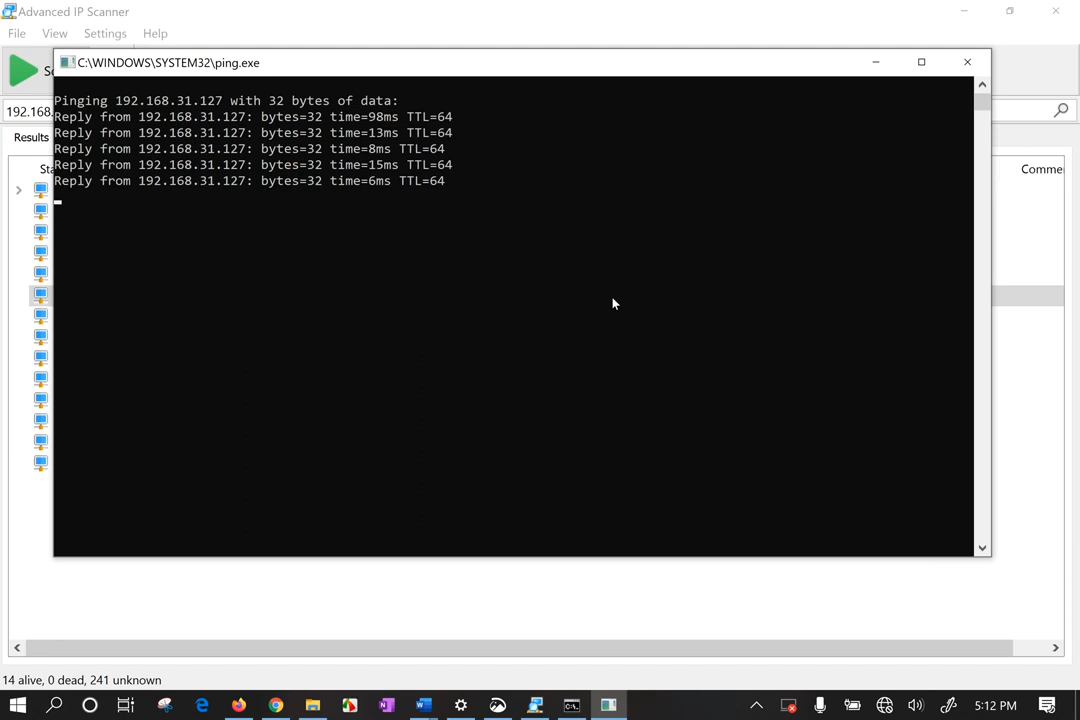 Advanced IP Scanner
File View Settings Help
C:\WINDOWS\SYSTEM32\ping.exe
192.168.
Results
Comme
Pinging 192.168.31.127 with 32 bytes of data:
Reply from 192.168.31.127: bytes=32 time=98ms TTL=64
Reply from 192.168.31.127: bytes=32 time=13ms TTL=64
Reply from 192.168.31.127: bytes=32 time=8ms TTL=64
Reply from 192.168.31.127: bytes=32 time=15ms TTL=64
Reply from 192.168.31.127: bytes=32 time=6ms TTL=64
14 alive, 0 dead, 241 unknown
5:12 PM